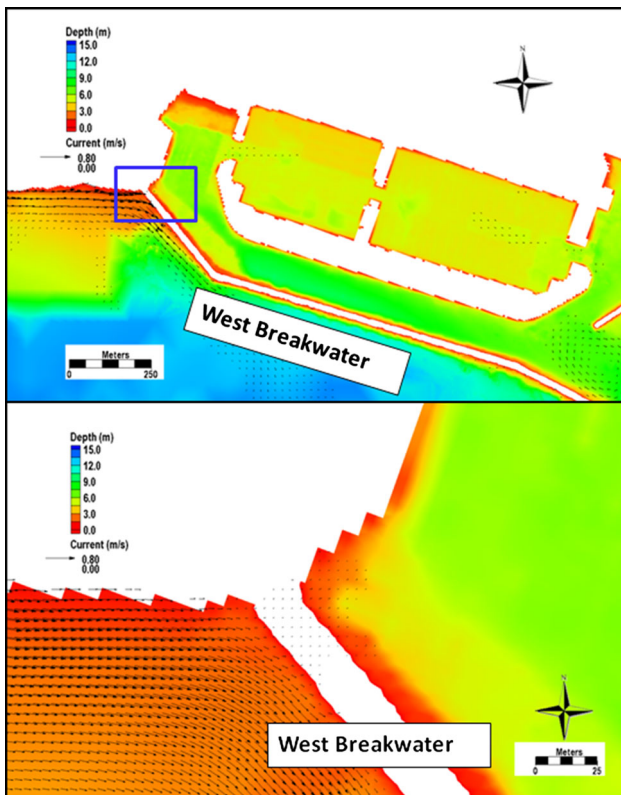 Depth (m)
15.0
12.0
9.0
6.0
3.0
0.0
Current (m/s)
0.80
0.00
N
West Breakwater
Meters
0 250
Depth (m)
15.0
12.0
9.0
6.0
3.0
0.0
Current (m/s)
0.80
0.00
West Breakwater
N
Meters
0 25